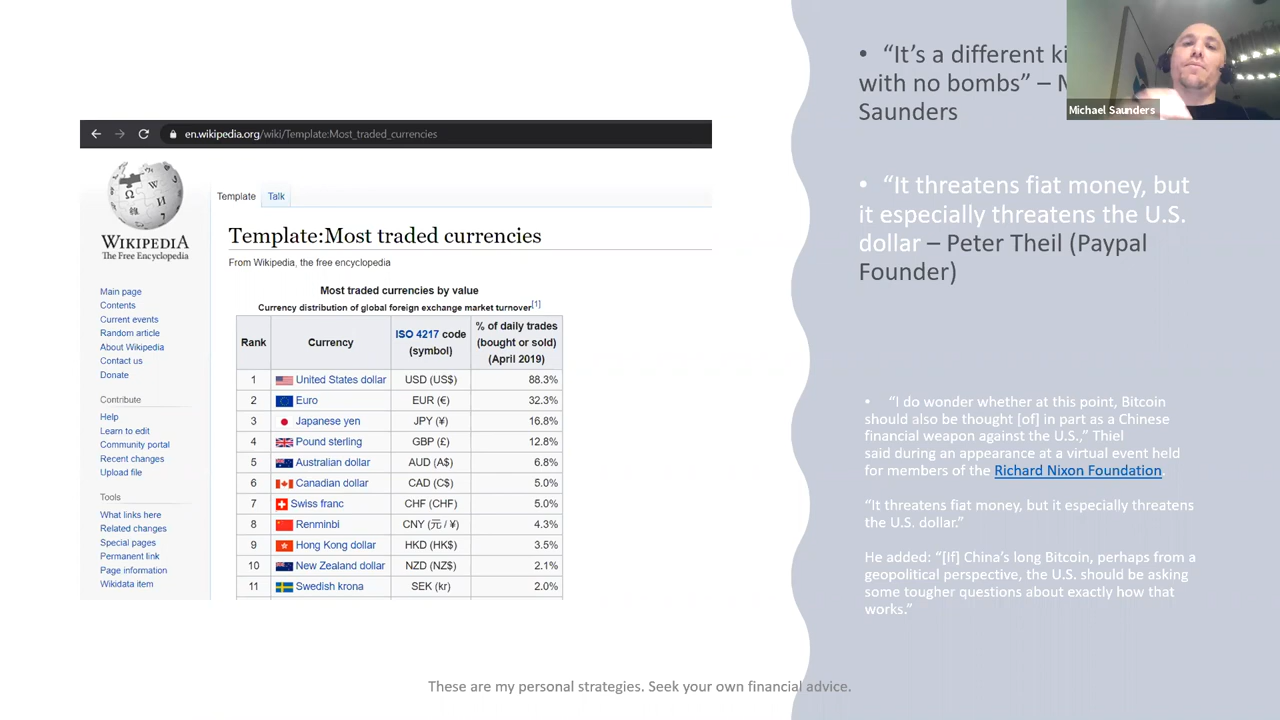 en.wikipedia.org/wiki/Template:Most_traded_currencies
WIKIPEDIA
The Free Encyclopedia
Main page
Contents
Current events
Random article
About Wikipedia
Contact us
Donate
Contribute
Help
Learn to edit
Community portal
Recent changes
Upload file
Tools
What links here
Related changes
Special pages
Permanent link
Page information
Wikidata item
Template Talk
Template:Most traded currencies
From Wikipedia, the free encyclopedia
Most traded currencies by value
Currency distribution of global foreign exchange market turnover[1]
Rank Currency ISO 4217 code (symbol) % of daily trades (bought or sold) (April 2019)
1 United States dollar USD (US$) 88.3%
2 Euro EUR (€) 32.3%
3 Japanese yen JPY (¥) 16.8%
4 Pound sterling GBP (£) 12.8%
5 Australian dollar AUD (A$) 6.8%
6 Canadian dollar CAD (C$) 5.0%
7 Swiss franc CHF (CHF) 5.0%
8 Renminbi CNY (元 / ¥) 4.3%
9 Hong Kong dollar HKD (HK$) 3.5%
10 New Zealand dollar NZD (NZ$) 2.1%
11 Swedish krona SEK (kr) 2.0%
• “It’s a different
with no bombs” –
Saunders
Michael Saunders
• “It threatens fiat money, but
it especially threatens the U.S.
dollar – Peter Theil (Paypal
Founder)
• “I do wonder whether at this point, Bitcoin
should also be thought [of] in part as a Chinese
financial weapon against the U.S.,” Thiel
said during an appearance at a virtual event held
for members of the Richard Nixon Foundation.
“It threatens fiat money, but it especially threatens
the U.S. dollar.”
He added: “[If] China’s long Bitcoin, perhaps from a
geopolitical perspective, the U.S. should be asking
some tougher questions about exactly how that
works.”
These are my personal strategies. Seek your own financial advice.